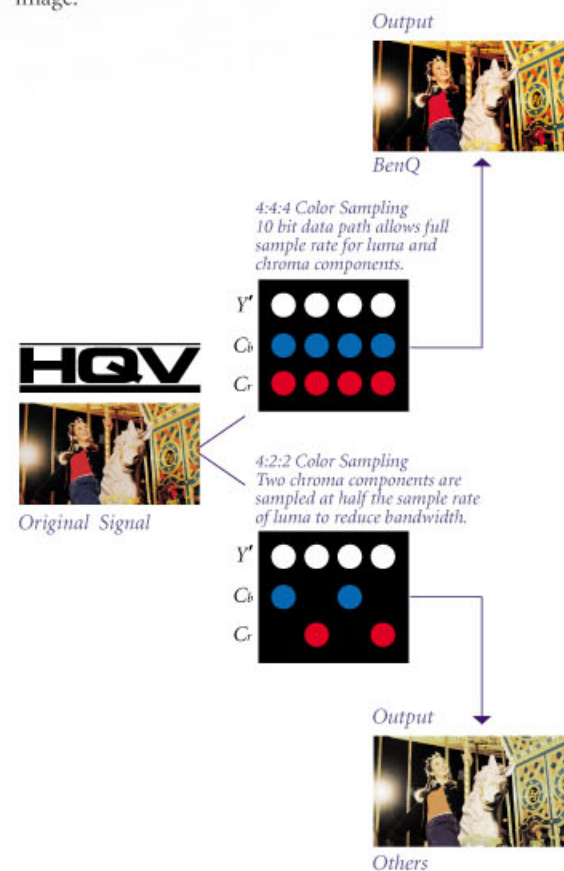 image.
Output
BenQ
4:4:4 Color Sampling
10 bit data path allows full
sample rate for luma and
chroma components.
Y'
Cb
Cr
HQV
Original Signal
4:2:2 Color Sampling
Two chroma components are
sampled at half the sample rate
of luma to reduce bandwidth.
Y'
Cb
Cr
Output
Others